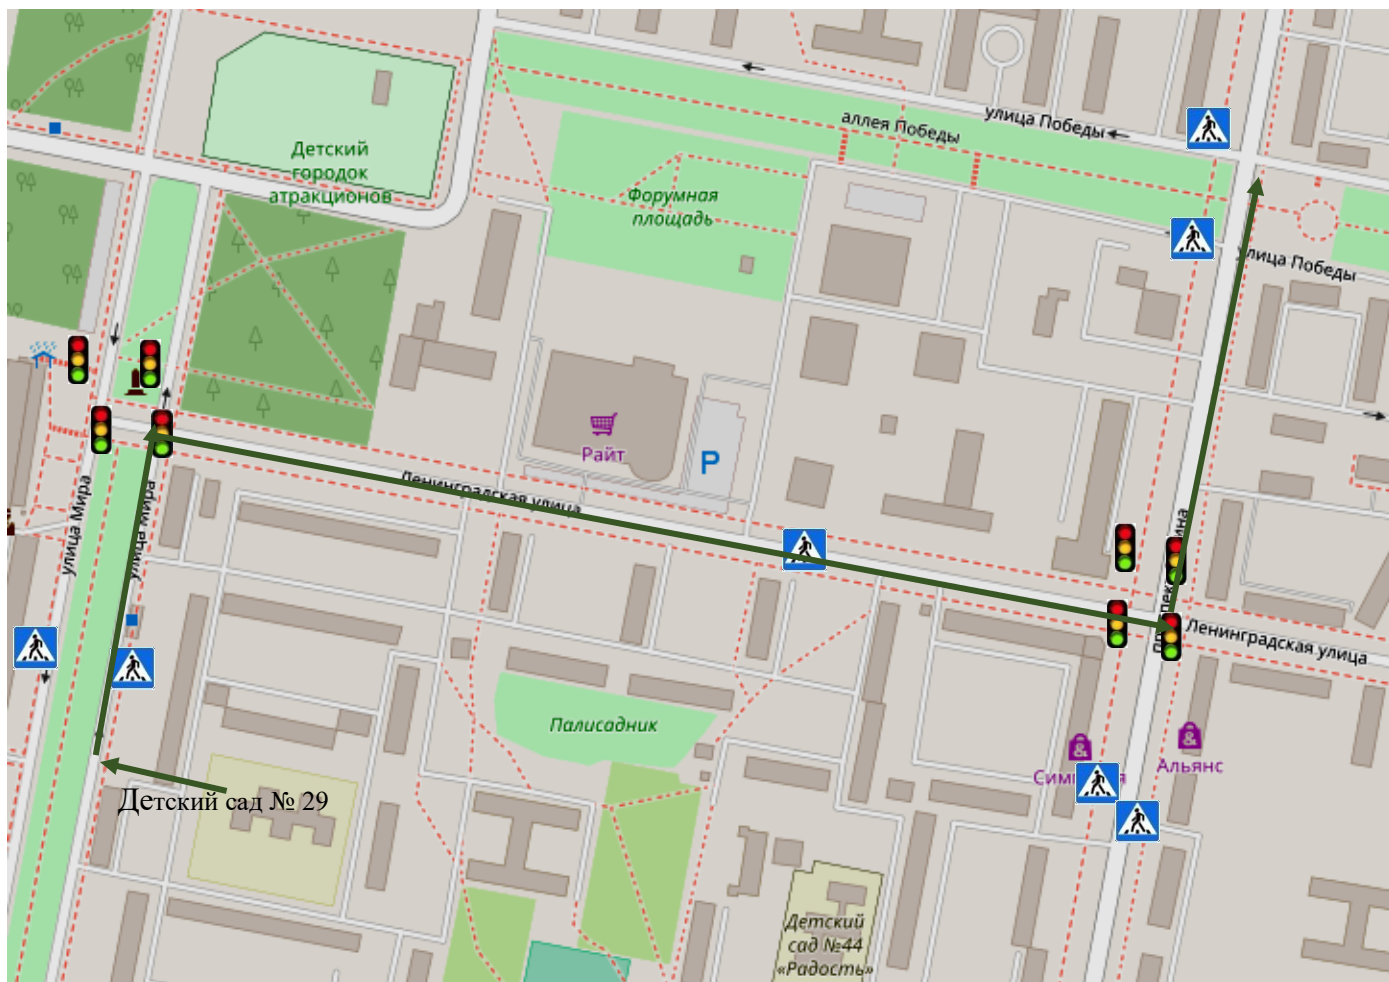 улица Победы
аллея Победы
Детский
городок
атракционов
Форумная
площадь
улица Победы
Райт
P
Ленинградская улица
улица Мира
улица Мира
Ленинградская улица
Палисадник
Альянс
Детский сад № 29
Детский
сад №44
«Радость»